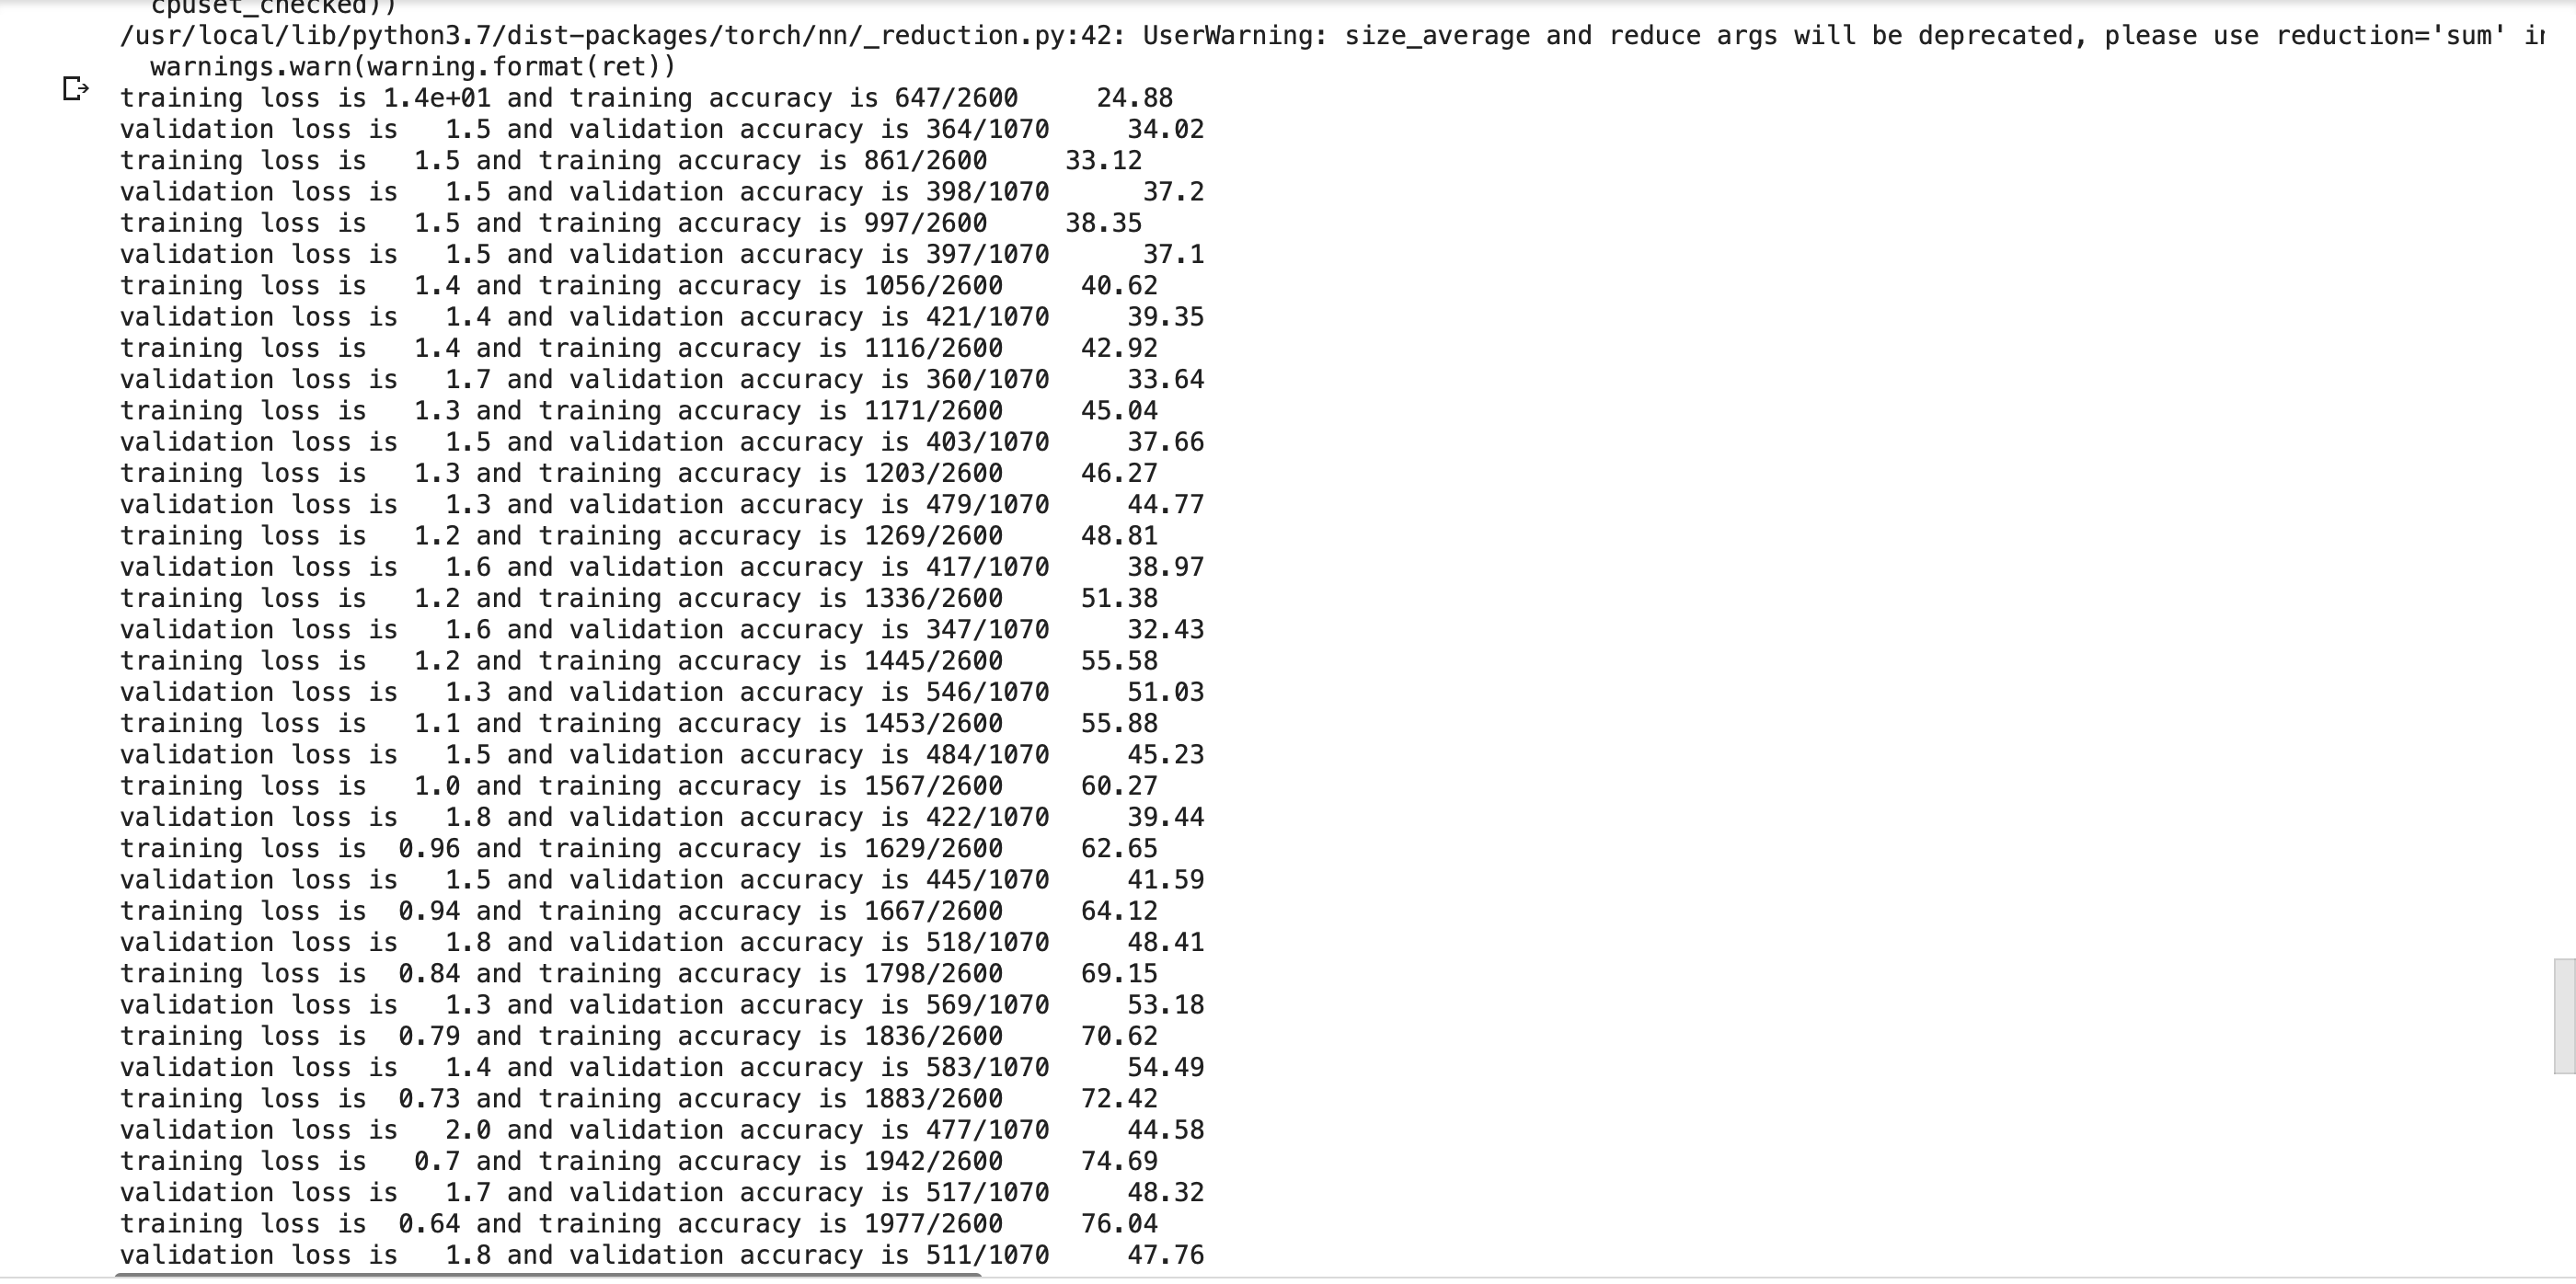 cpuset_checked))
/usr/local/lib/python3.7/dist-packages/torch/nn/_reduction.py:42: UserWarning: size_average and reduce args will be deprecated, please use reduction='sum'
warnings.warn(warning.format(ret))
training loss is 1.4e+01 and training accuracy is 647/2600 24.88
validation loss is 1.5 and validation accuracy is 364/1070 34.02
training loss is 1.5 and training accuracy is 861/2600 33.12
validation loss is 1.5 and validation accuracy is 398/1070 37.2
training loss is 1.5 and training accuracy is 997/2600 38.35
validation loss is 1.5 and validation accuracy is 397/1070 37.1
training loss is 1.4 and training accuracy is 1056/2600 40.62
validation loss is 1.4 and validation accuracy is 421/1070 39.35
training loss is 1.4 and training accuracy is 1116/2600 42.92
validation loss is 1.7 and validation accuracy is 360/1070 33.64
training loss is 1.3 and training accuracy is 1171/2600 45.04
validation loss is 1.5 and validation accuracy is 403/1070 37.66
training loss is 1.3 and training accuracy is 1203/2600 46.27
validation loss is 1.3 and validation accuracy is 479/1070 44.77
training loss is 1.2 and training accuracy is 1269/2600 48.81
validation loss is 1.6 and validation accuracy is 417/1070 38.97
training loss is 1.2 and training accuracy is 1336/2600 51.38
validation loss is 1.6 and validation accuracy is 347/1070 32.43
training loss is 1.2 and training accuracy is 1445/2600 55.58
validation loss is 1.3 and validation accuracy is 546/1070 51.03
training loss is 1.1 and training accuracy is 1453/2600 55.88
validation loss is 1.5 and validation accuracy is 484/1070 45.23
training loss is 1.0 and training accuracy is 1567/2600 60.27
validation loss is 1.8 and validation accuracy is 422/1070 39.44
training loss is 0.96 and training accuracy is 1629/2600 62.65
validation loss is 1.5 and validation accuracy is 445/1070 41.59
training loss is 0.94 and training accuracy is 1667/2600 64.12
validation loss is 1.8 and validation accuracy is 518/1070 48.41
training loss is 0.84 and training accuracy is 1798/2600 69.15
validation loss is 1.3 and validation accuracy is 569/1070 53.18
training loss is 0.79 and training accuracy is 1836/2600 70.62
validation loss is 1.4 and validation accuracy is 583/1070 54.49
training loss is 0.73 and training accuracy is 1883/2600 72.42
validation loss is 2.0 and validation accuracy is 477/1070 44.58
training loss is 0.7 and training accuracy is 1942/2600 74.69
validation loss is 1.7 and validation accuracy is 517/1070 48.32
training loss is 0.64 and training accuracy is 1977/2600 76.04
validation loss is 1.8 and validation accuracy is 511/1070 47.76